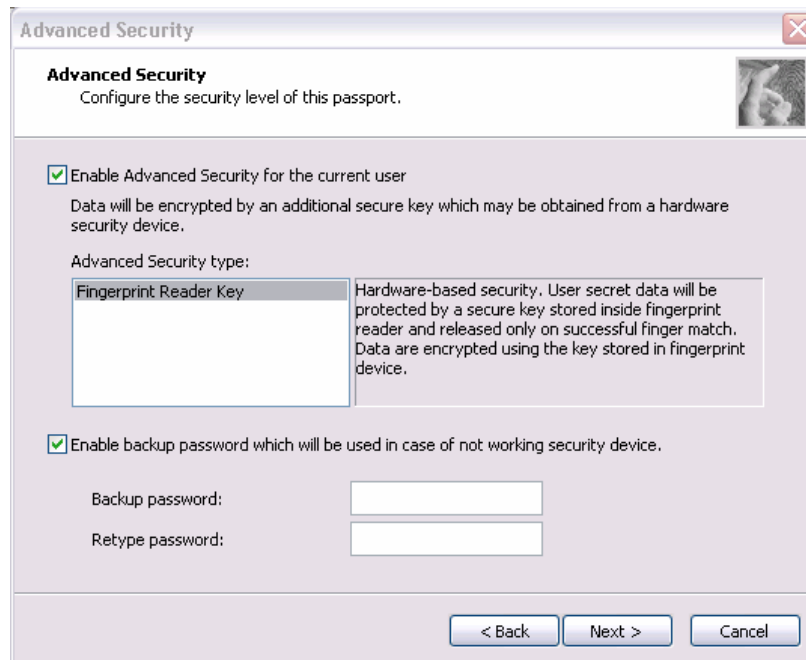 Advanced Security
Advanced Security
Configure the security level of this passport.
Enable Advanced Security for the current user
Data will be encrypted by an additional secure key which may be obtained from a hardware
security device.
Advanced Security type:
Fingerprint Reader Key
Hardware-based security. User secret data will be
protected by a secure key stored inside fingerprint
reader and released only on successful finger match.
Data are encrypted using the key stored in fingerprint
device.
Enable backup password which will be used in case of not working security device.
Backup password:
Retype password:
< Back Next > Cancel